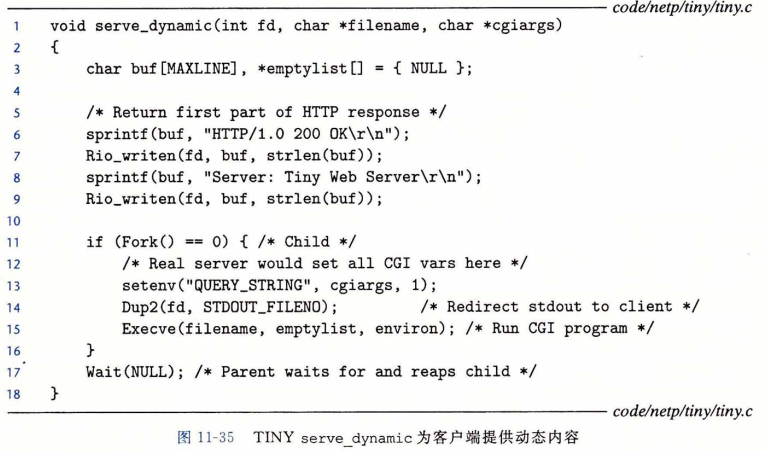 code/netp/tiny/tiny.c
1 void serve_dynamic(int fd, char *filename, char *cgiargs)
2 {
3 char buf[MAXLINE], *emptylist[] = { NULL };
4
5 /* Return first part of HTTP response */
6 sprintf(buf, "HTTP/1.0 200 OK\r\n");
7 Rio_writen(fd, buf, strlen(buf));
8 sprintf(buf, "Server: Tiny Web Server\r\n");
9 Rio_writen(fd, buf, strlen(buf));
10
11 if (Fork() == 0) { /* Child */
12 /* Real server would set all CGI vars here */
13 setenv("QUERY_STRING", cgiargs, 1);
14 Dup2(fd, STDOUT_FILENO); /* Redirect stdout to client */
15 Execve(filename, emptylist, environ); /* Run CGI program */
16 }
17 Wait(NULL); /* Parent waits for and reaps child */
18 }
code/netp/tiny/tiny.c
图 11-35 TINY serve_dynamic 为客户端提供动态内容